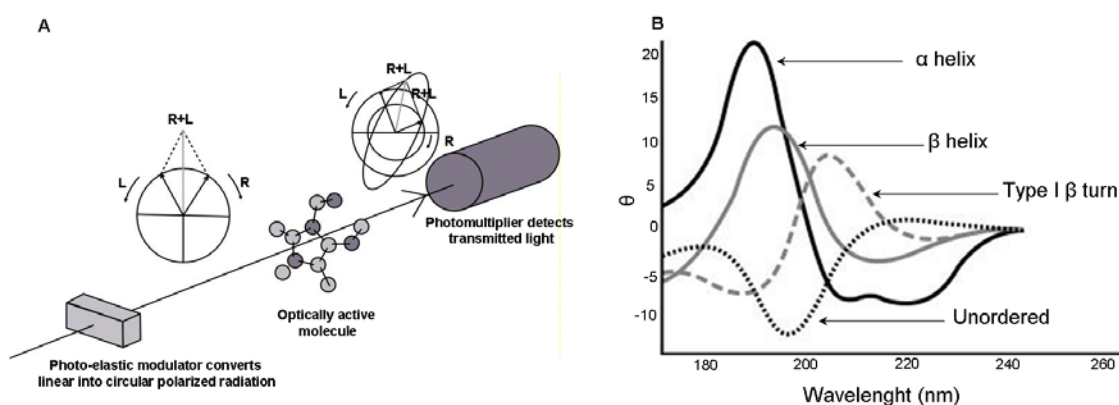 A
L
R+L
R
L
R+L
R+L
R
Photomultiplier detects
transmitted light
Optically active
molecule
Photo-elastic modulator converts
linear into circular polarized radiation
B
20
15
10
5
0
-5
-10
θ
α helix
β helix
Type I β turn
Unordered
180
200
220
240
260
Wavelenght (nm)